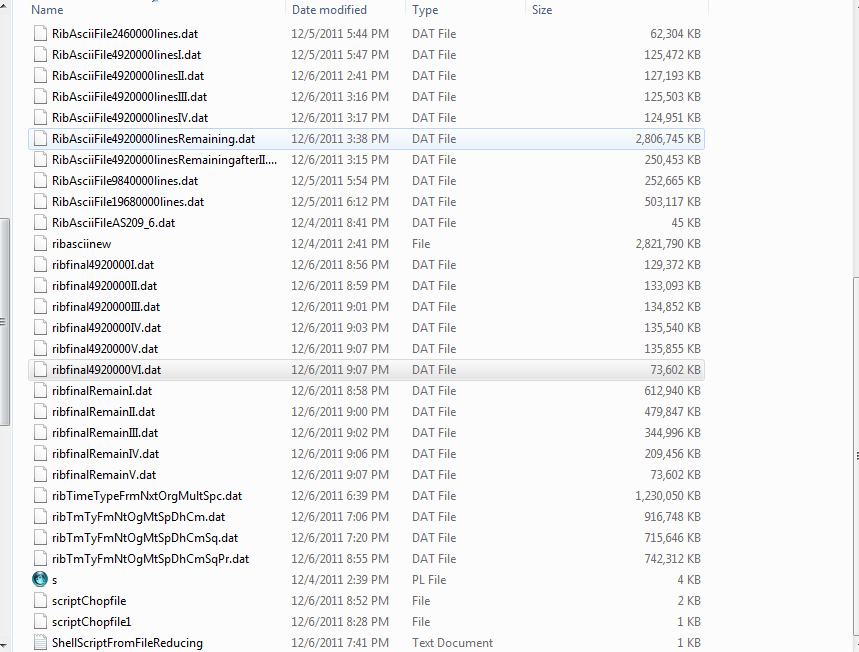 Name Date modified Type Size
RibAsciiFile2460000lines.dat 12/5/2011 5:44 PM DAT File 62,304 KB
RibAsciiFile4920000linesI.dat 12/5/2011 5:47 PM DAT File 125,472 KB
RibAsciiFile4920000linesII.dat 12/6/2011 2:41 PM DAT File 127,193 KB
RibAsciiFile4920000linesIII.dat 12/6/2011 3:16 PM DAT File 125,503 KB
RibAsciiFile4920000linesIV.dat 12/6/2011 3:17 PM DAT File 124,951 KB
RibAsciiFile4920000linesRemaining.dat 12/6/2011 3:38 PM DAT File 2,806,745 KB
RibAsciiFile4920000linesRemainingafterII.... 12/6/2011 3:15 PM DAT File 250,453 KB
RibAsciiFile9840000lines.dat 12/5/2011 5:54 PM DAT File 252,665 KB
RibAsciiFile19680000lines.dat 12/5/2011 6:12 PM DAT File 503,117 KB
RibAsciiFileAS209_6.dat 12/4/2011 8:41 PM DAT File 45 KB
ribasciinew 12/4/2011 2:41 PM File 2,821,790 KB
ribfinal4920000I.dat 12/6/2011 8:56 PM DAT File 129,372 KB
ribfinal4920000II.dat 12/6/2011 8:59 PM DAT File 133,093 KB
ribfinal4920000III.dat 12/6/2011 9:01 PM DAT File 134,852 KB
ribfinal4920000IV.dat 12/6/2011 9:03 PM DAT File 135,540 KB
ribfinal4920000V.dat 12/6/2011 9:07 PM DAT File 135,855 KB
ribfinal4920000VI.dat 12/6/2011 9:07 PM DAT File 73,602 KB
ribfinalRemainI.dat 12/6/2011 8:58 PM DAT File 612,940 KB
ribfinalRemainII.dat 12/6/2011 9:00 PM DAT File 479,847 KB
ribfinalRemainIII.dat 12/6/2011 9:02 PM DAT File 344,996 KB
ribfinalRemainIV.dat 12/6/2011 9:06 PM DAT File 209,456 KB
ribfinalRemainV.dat 12/6/2011 9:07 PM DAT File 73,602 KB
ribTimeTypeFrmNxtOrgMultSpc.dat 12/6/2011 6:39 PM DAT File 1,230,050 KB
ribTmTyFmNtOgMtSpDhCm.dat 12/6/2011 7:06 PM DAT File 916,748 KB
ribTmTyFmNtOgMtSpDhCmSq.dat 12/6/2011 7:20 PM DAT File 715,646 KB
ribTmTyFmNtOgMtSpDhCmSqPr.dat 12/6/2011 8:55 PM DAT File 742,312 KB
s 12/4/2011 2:39 PM PL File 4 KB
scriptChopfile 12/6/2011 8:52 PM File 2 KB
scriptChopfile1 12/6/2011 8:28 PM File 1 KB
ShellScriptFromFileReducing 12/6/2011 7:41 PM Text Document 1 KB